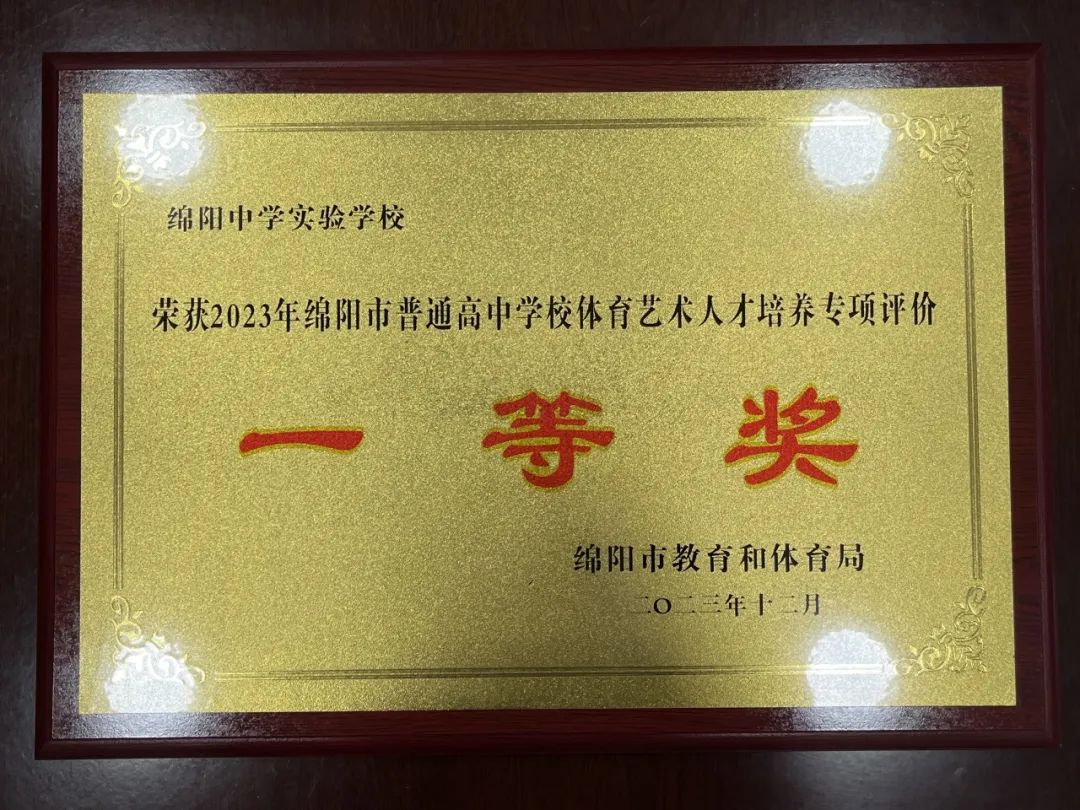 绵阳中学实验学校
荣获2023年绵阳市普通高中学校体育艺术人才培养专项评价
一等奖
绵阳市教育和体育局
二〇二三年十二月